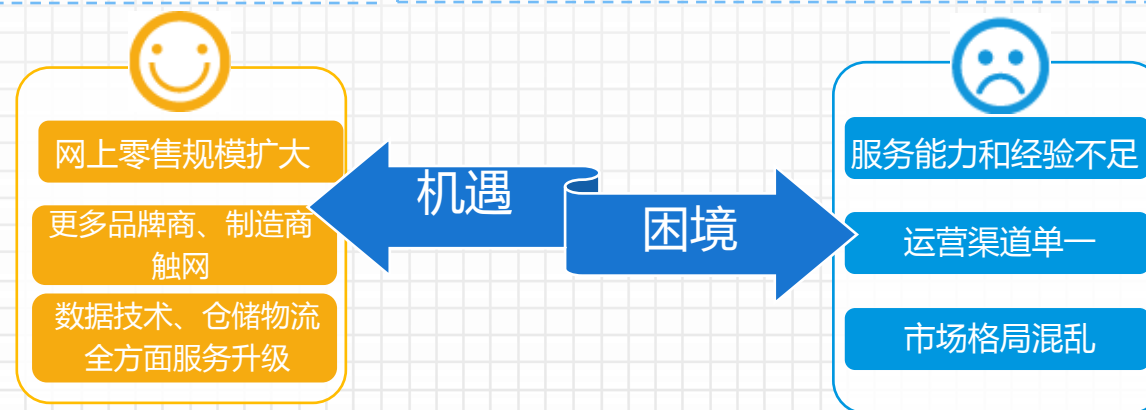 网上零售规模扩大
更多品牌商、制造商
触网
数据技术、仓储物流
全方面服务升级
机遇
困境
服务能力和经验不足
运营渠道单一
市场格局混乱